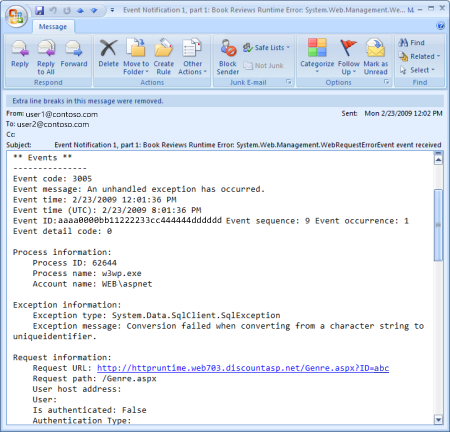 Event Notification 1, part 1: Book Reviews Runtime Error: System.Web.Management.We... M...
Message
Reply
Reply to All
Forward
Delete
Move to Folder
Create Rule
Other Actions
Block Sender
Safe Lists
Not Junk
Categorize
Follow Up
Mark as Unread
Find
Related
Select
Respond
Actions
Junk E-mail
Options
Find
Extra line breaks in this message were removed.
From: user1@contoso.com
Sent: Mon 2/23/2009 12:02 PM
To: user2@contoso.com
Cc:
Subject: Event Notification 1, part 1: Book Reviews Runtime Error: System.Web.Management.WebRequestErrorEvent event received
** Events **
---------------
Event code: 3005
Event message: An unhandled exception has occurred.
Event time: 2/23/2009 12:01:36 PM
Event time (UTC): 2/23/2009 8:01:36 PM
Event ID:aaaa0000bb11222233cc444444dddddd Event sequence: 9 Event occurrence: 1
Event detail code: 0
Process information:
Process ID: 62644
Process name: w3wp.exe
Account name: WEB\aspnet
Exception information:
Exception type: System.Data.SqlClient.SqlException
Exception message: Conversion failed when converting from a character string to
uniqueidentifier.
Request information:
Request URL: http://httpruntime.web703.discountasp.net/Genre.aspx?ID=abc
Request path: /Genre.aspx
User host address:
User:
Is authenticated: False
Authentication Type: